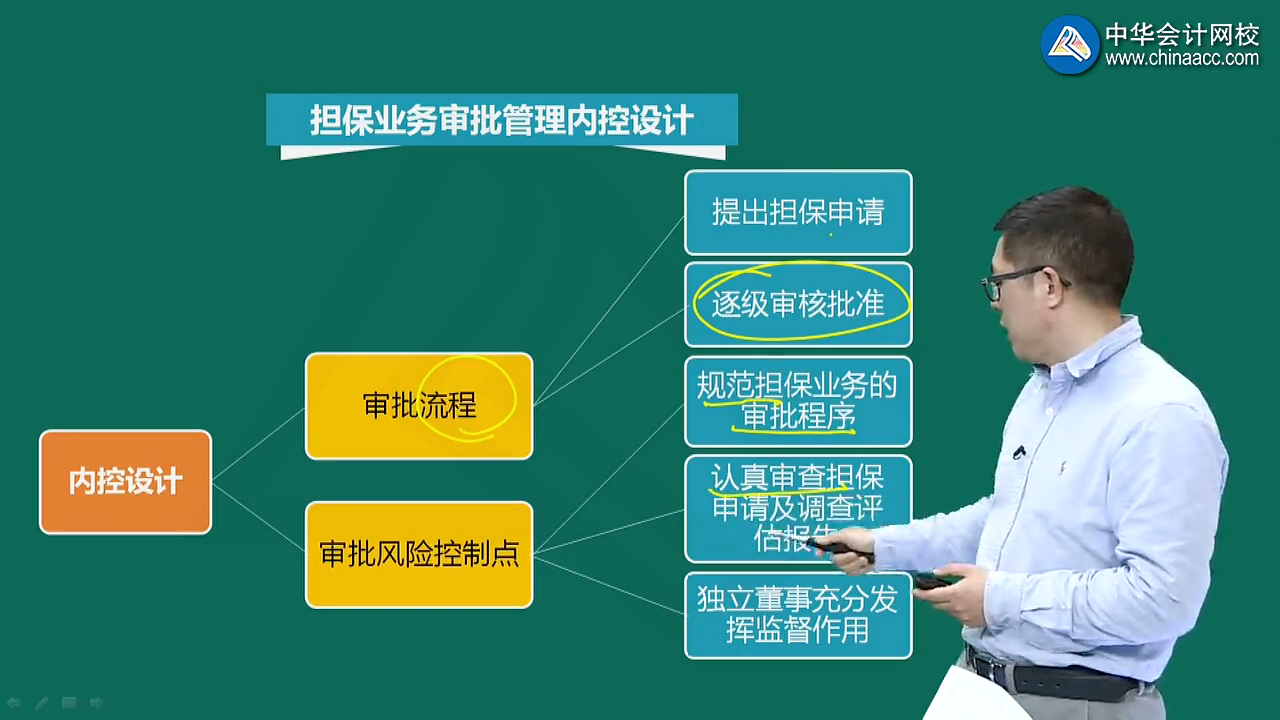 中华会计网校
www.chinaacc.com
担保业务审批管理内控设计
提出担保申请
逐级审核批准
审批流程
规范担保业务的
审批程序
内控设计
认真审查担保
申请及调查评
估报告
审批风险控制点
独立董事充分发
挥监督作用